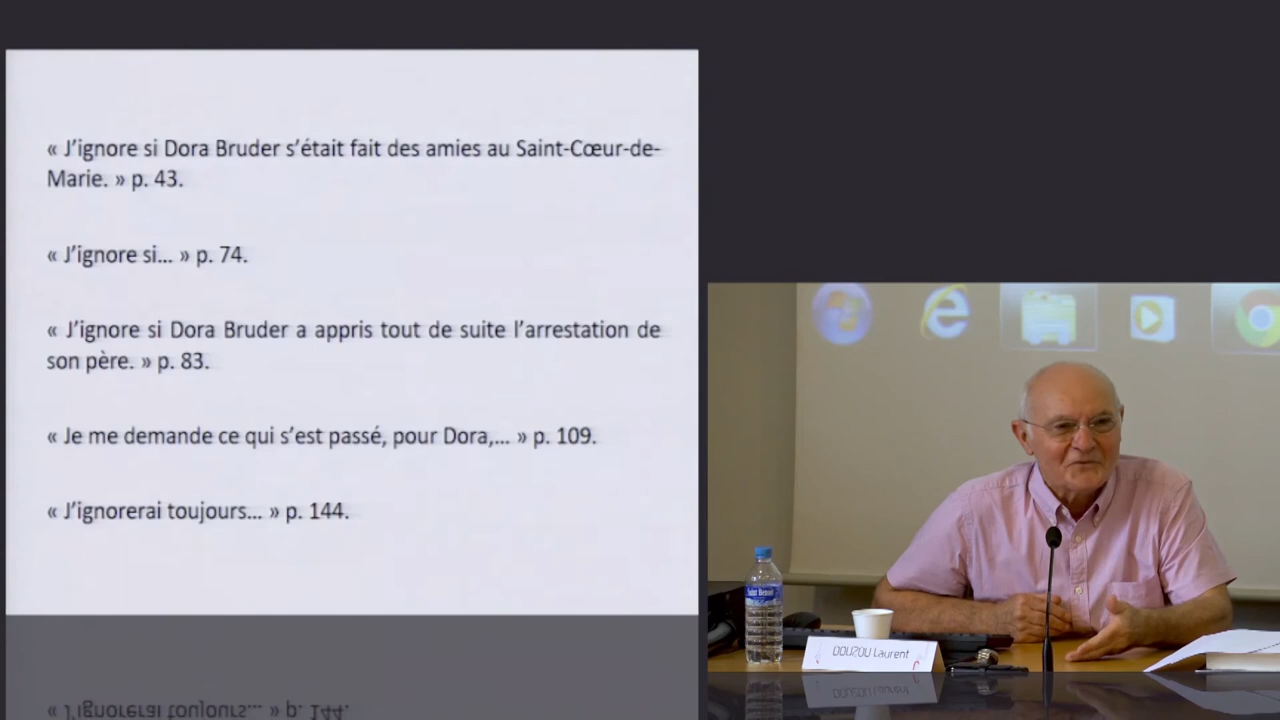 « J’ignore si Dora Bruder s’était fait des amies au Saint-Cœur-de-
Marie. » p. 43.
« J’ignore si... » p. 74.
« J’ignore si Dora Bruder a appris tout de suite l’arrestation de
son père. » p. 83.
« Je me demande ce qui s’est passé, pour Dora,... » p. 109.
« J’ignorerai toujours... » p. 144.
Saint Benoit
DOUZOU Laurent